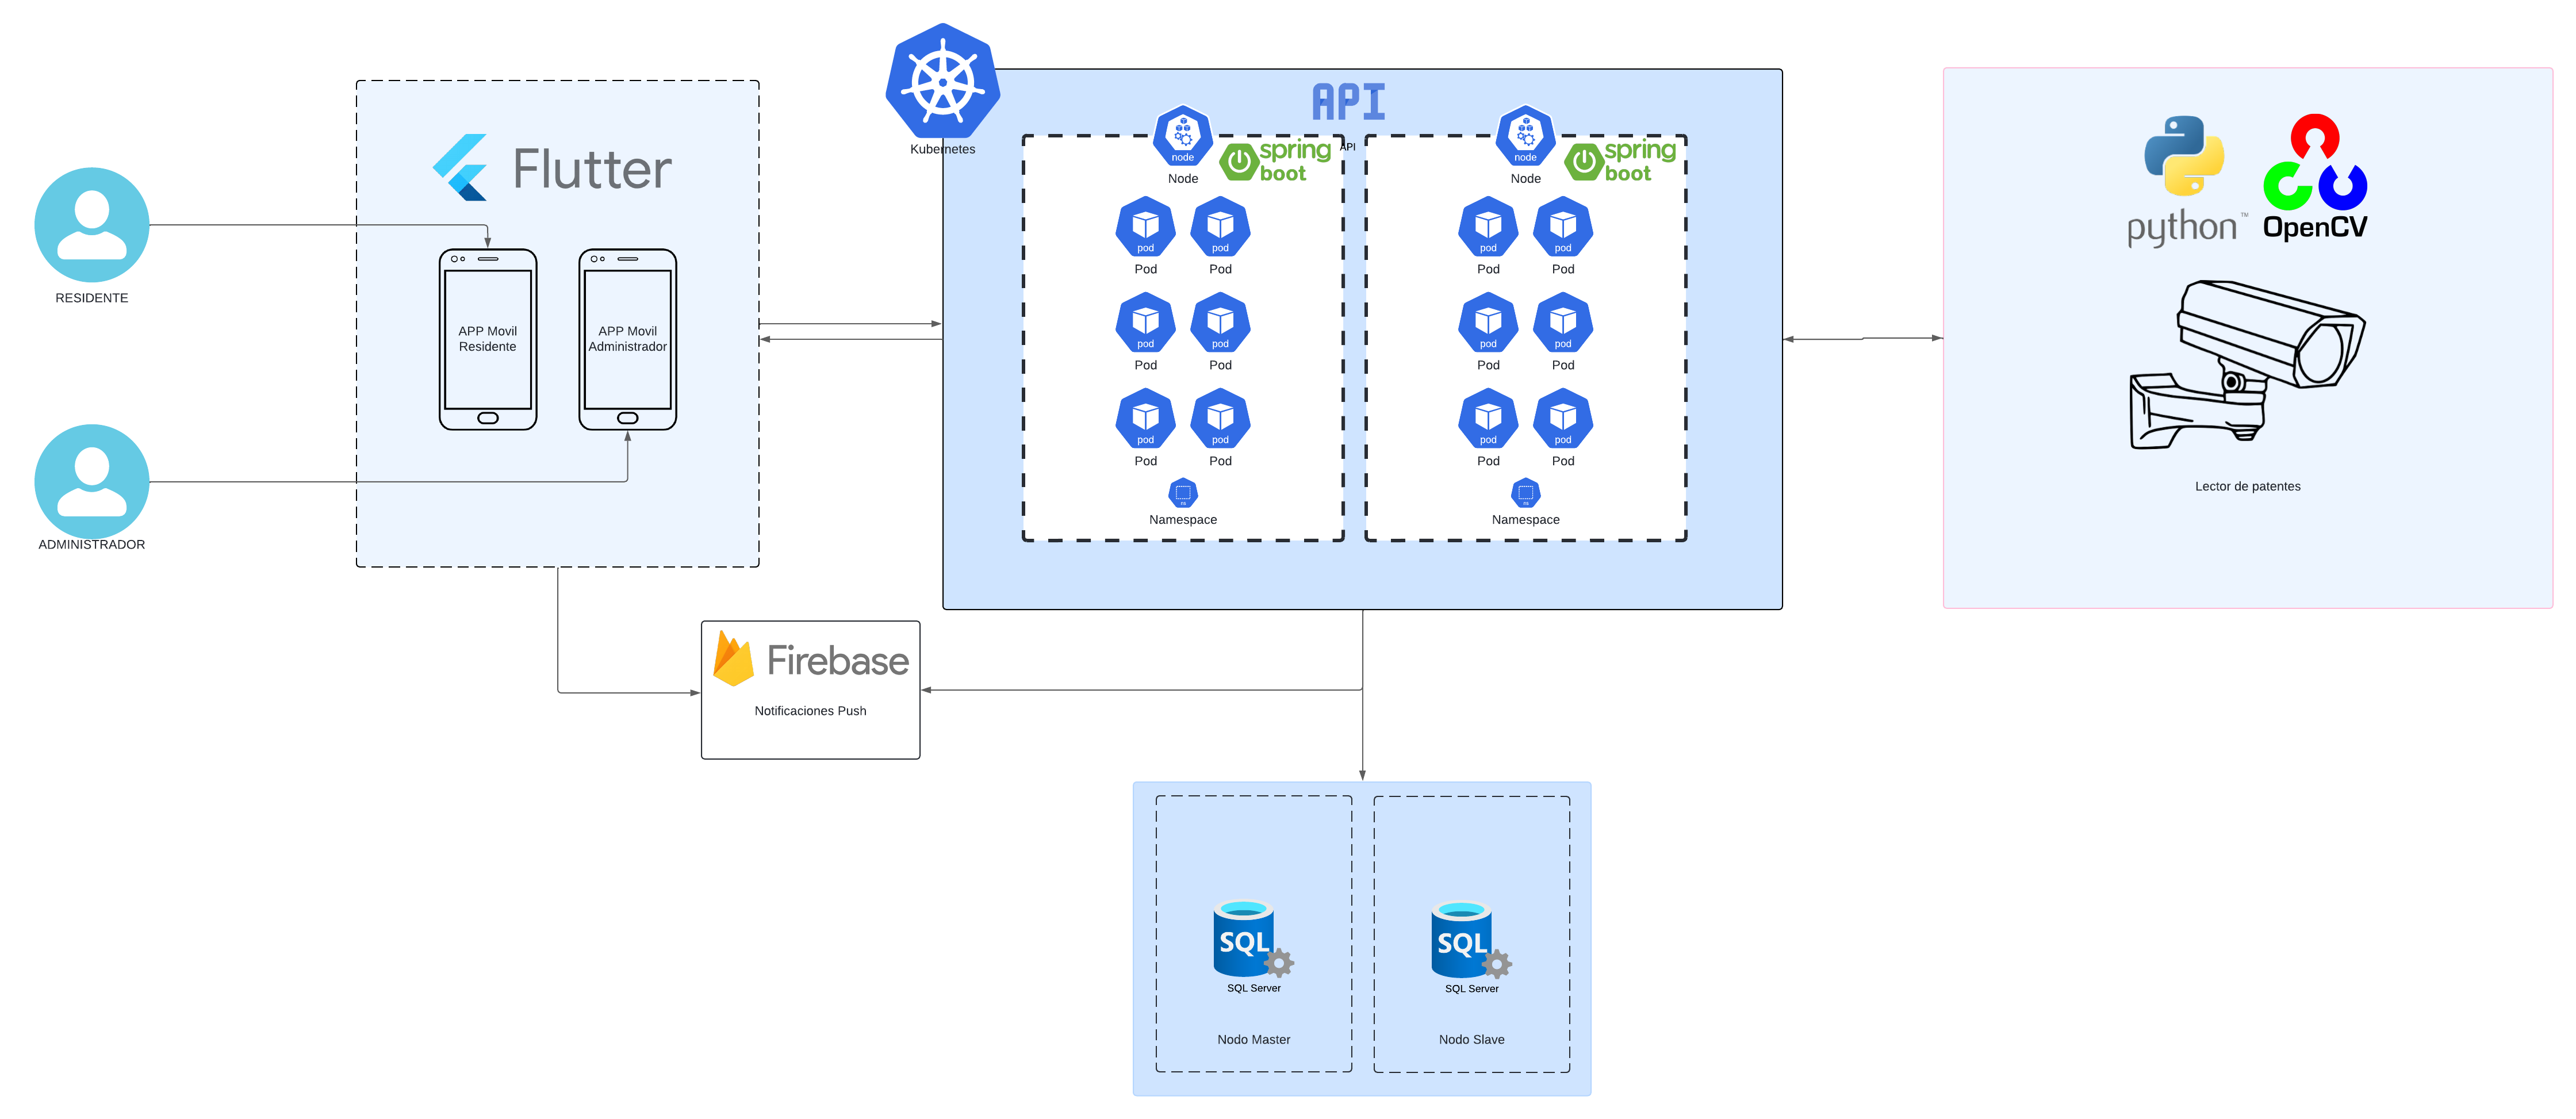 RESIDENTE
ADMINISTRADOR
Flutter
APP Movil
Residente
APP Movil
Administrador
Kubernetes
API
API
node
Node
spring
boot
pod
Pod
pod
Pod
pod
Pod
pod
Pod
pod
Pod
pod
Pod
ns
Namespace
node
Node
spring
boot
pod
Pod
pod
Pod
pod
Pod
pod
Pod
pod
Pod
pod
Pod
ns
Namespace
python™
OpenCV
Lector de patentes
Firebase
Notificaciones Push
SQL
SQL Server
Nodo Master
SQL
SQL Server
Nodo Slave